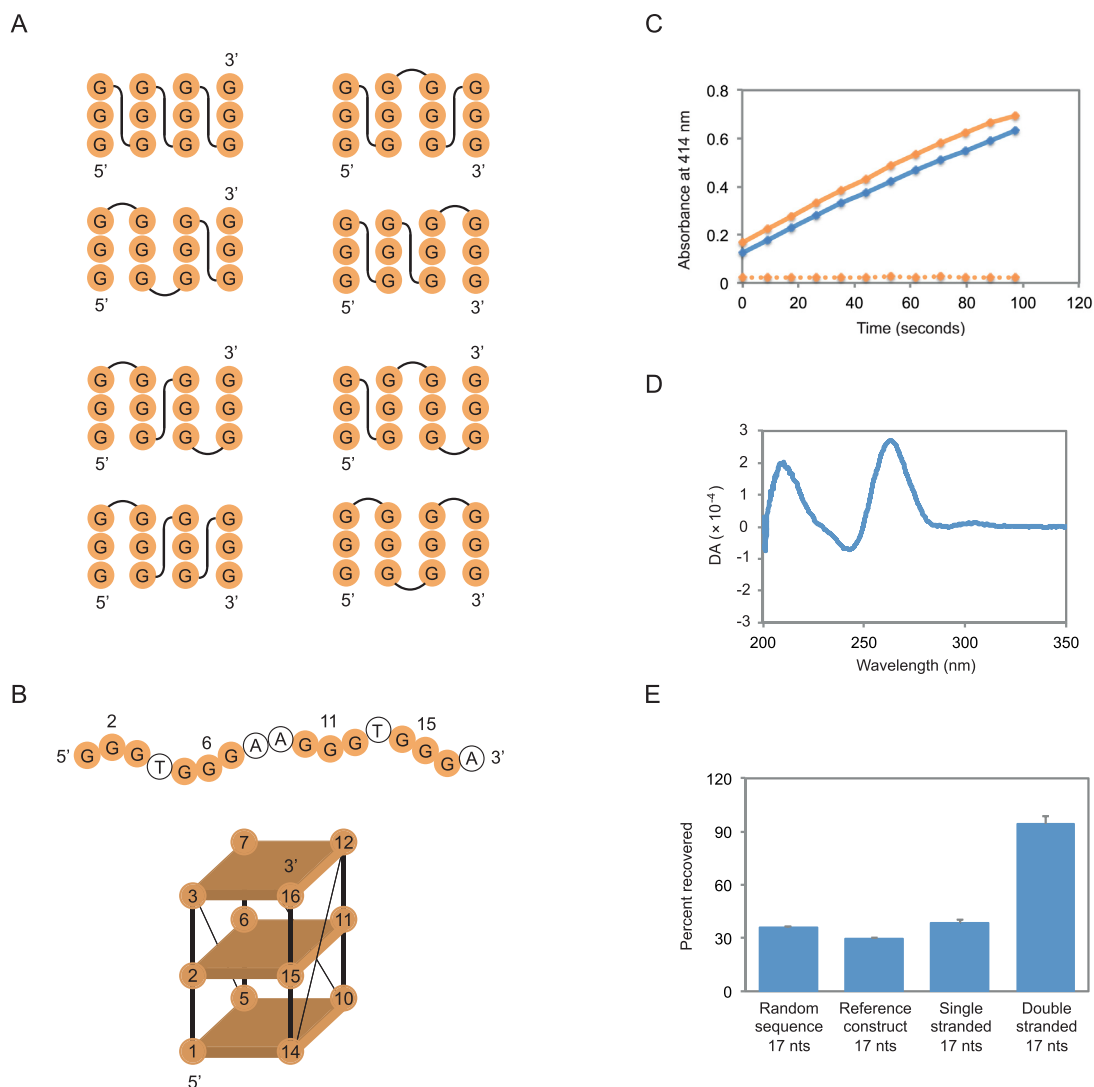 A
3’
G G G G G G G G
G G G G G G G G
G G G G G G G G
5’ 5’ 3’
3’
G G G G G G G G
G G G G G G G G
G G G G G G G G
5’ 5’ 3’
3’ 3’
G G G G G G G G
G G G G G G G G
G G G G G G G G
5’ 5’
G G G G G G G G
G G G G G G G G
G G G G G G G G
5’ 3’ 5’ 3’
B
2 6 11 15
5’ G G G T G G G A A G G G T G G G A 3’
7 12
3’
3 16
6 11
2 15
5 10
1 14
5’
C
Absorbance at 414 nm
0.8
0.6
0.4
0.2
0
0 20 40 60 80 100 120
Time (seconds)
D
DA (× 10-4)
3
2
1
0
-1
-2
-3
200 250 300 350
Wavelength (nm)
E
Percent recovered
120
90
60
30
0
Random sequence 17 nts
Reference construct 17 nts
Single stranded 17 nts
Double stranded 17 nts